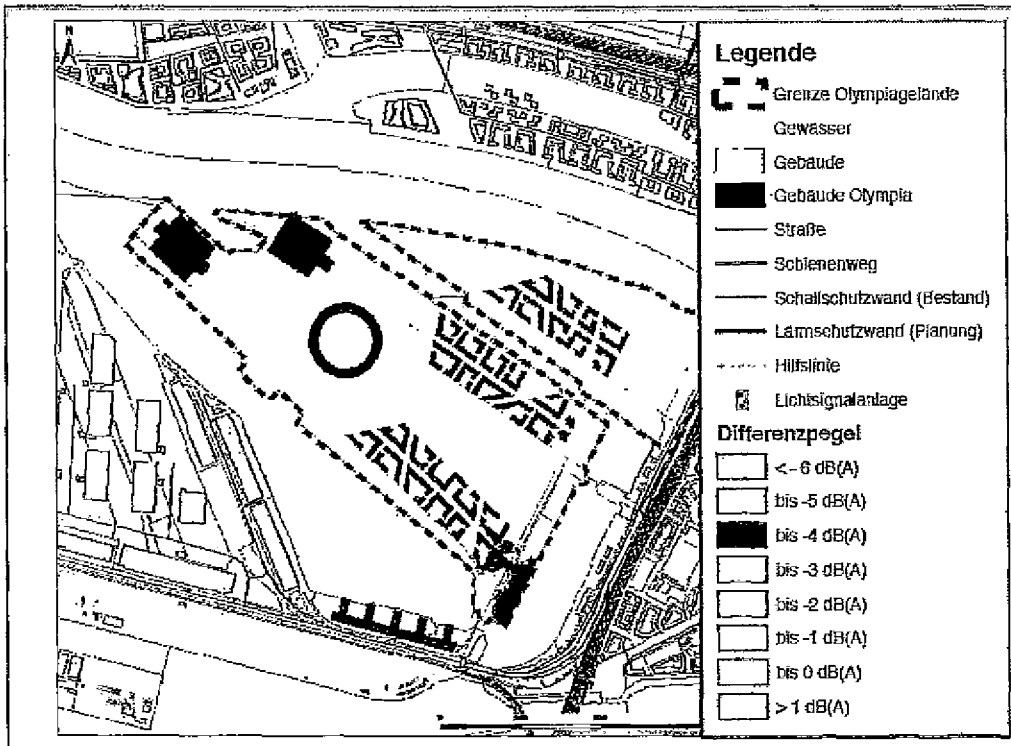 N
Legende
Grenze Olympiagelände
Gewässer
Gebäude
Gebäude Olympia
Straße
Schienenweg
Schallschutzwand (Bestand)
Lärmschutzwand (Planung)
Hilfslinie
Lichtsignalanlage
Differenzpegel
< -6 dB(A)
bis -5 dB(A)
bis -4 dB(A)
bis -3 dB(A)
bis -2 dB(A)
bis -1 dB(A)
bis 0 dB(A)
> 1 dB(A)